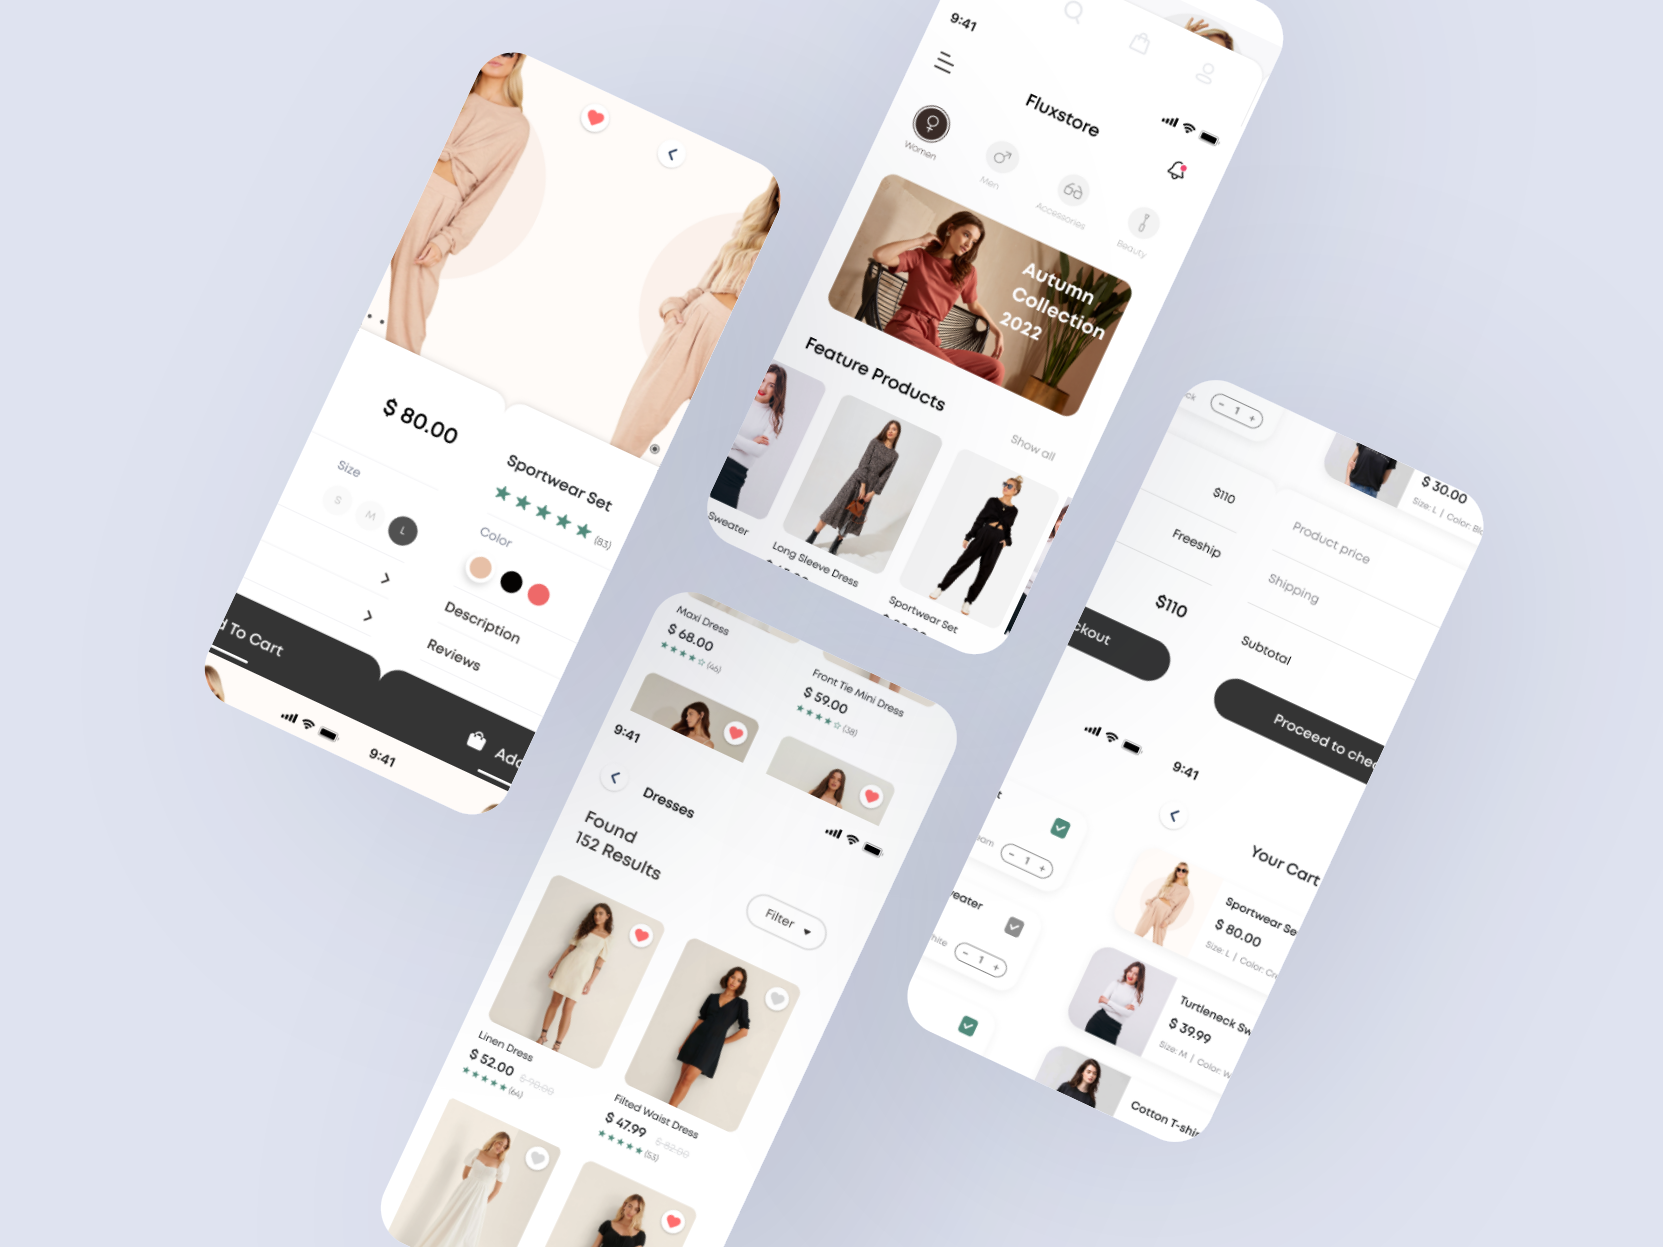 $ 80.00
Size
S
M
L
Sportwear Set
(83)
Color
Description
Reviews
d To Cart
Add
9:41
9:41
Fluxstore
Women
Men
Accessories
Beauty
Autumn
Collection
2022
Feature Products
Show all
Sweater
Long Sleeve Dress
Sportwear Set
Maxi Dress
$ 68.00
(46)
Front Tie Mini Dress
$ 59.00
(38)
9:41
Dresses
Found
152 Results
Filter
Linen Dress
$ 52.00
(64)
Filted Waist Dress
$ 47.99
(53)
- 1 +
$ 30.00
Size: L | Color: Bl
$110
Product price
Freeship
Shipping
$110
Subtotal
ckout
Proceed to chec
9:41
Your Cart
- 1 +
Sportwear Se
$ 80.00
Size: L | Color: Cr
eater
hite
- 1 +
Turtleneck Sw
$ 39.99
Size: M | Color: W
Cotton T-shir